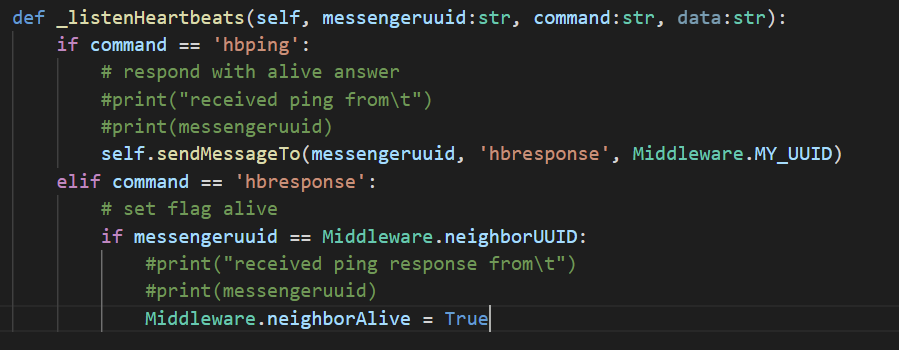 def _listenHeartbeats(self, messengeruuid:str, command:str, data:str):
    if command == 'hbping':
        # respond with alive answer
        #print("received ping from\t")
        #print(messengeruuid)
        self.sendMessageTo(messengeruuid, 'hbresponse', Middleware.MY_UUID)
    elif command == 'hbresponse':
        # set flag alive
        if messengeruuid == Middleware.neighborUUID:
            #print("received ping response from\t")
            #print(messengeruuid)
            Middleware.neighborAlive = True